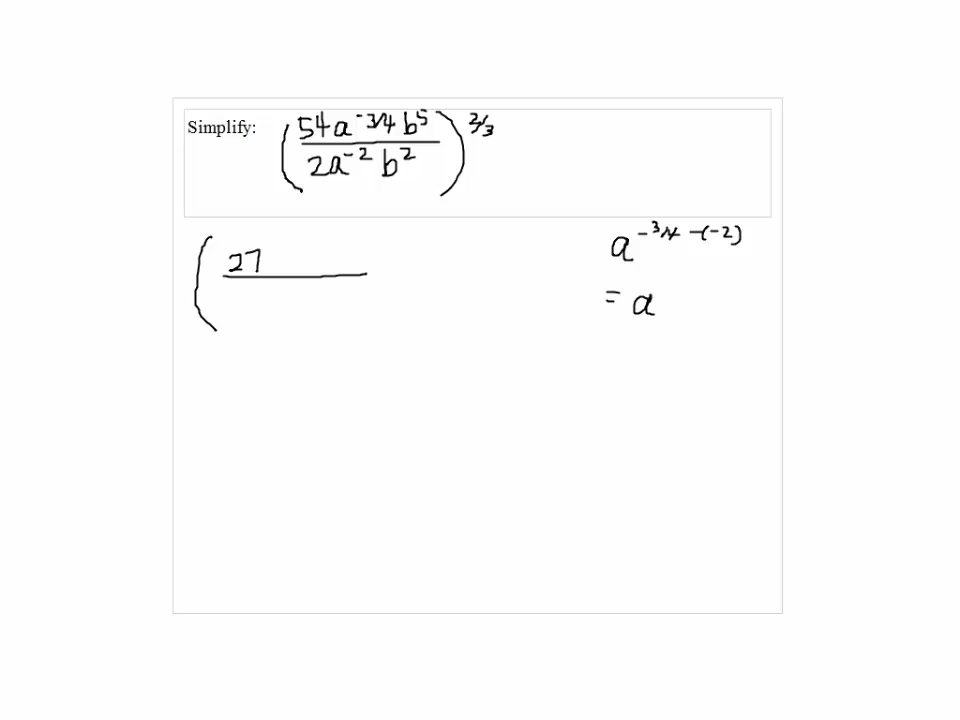 Simplify: (54a^-3/4 b^5 / 2a^-2 b^2)^2/3
(27 a^-3/4 -(-2)
= a